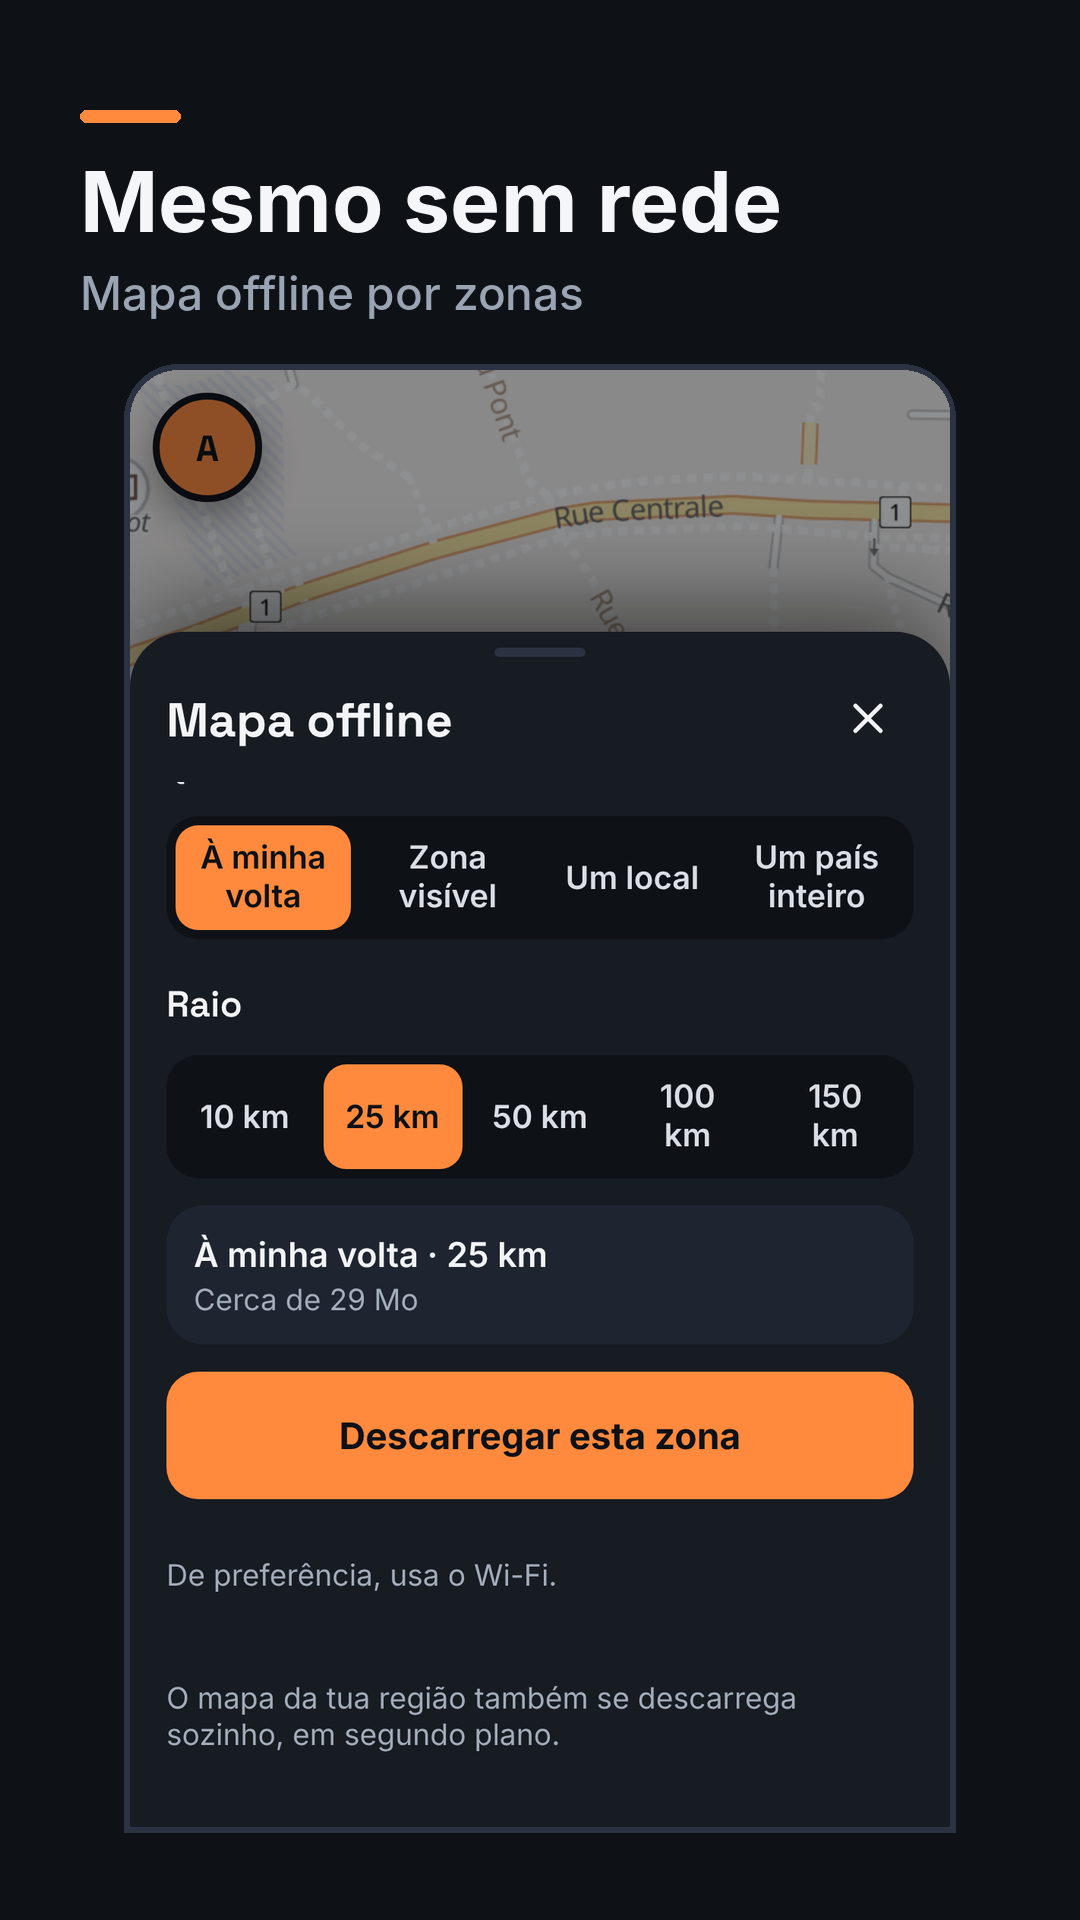 Mesmo sem rede
Mapa offline por zonas
A
Pont
Rue Centrale
1
ot
1
Rue
Mapa offline
À minha
volta
Zona
visível
Um local
Um país
inteiro
Raio
10 km
25 km
50 km
100
km
150
km
À minha volta · 25 km
Cerca de 29 Mo
Descarregar esta zona
De preferência, usa o Wi-Fi.
O mapa da tua região também se descarrega
sozinho, em segundo plano.